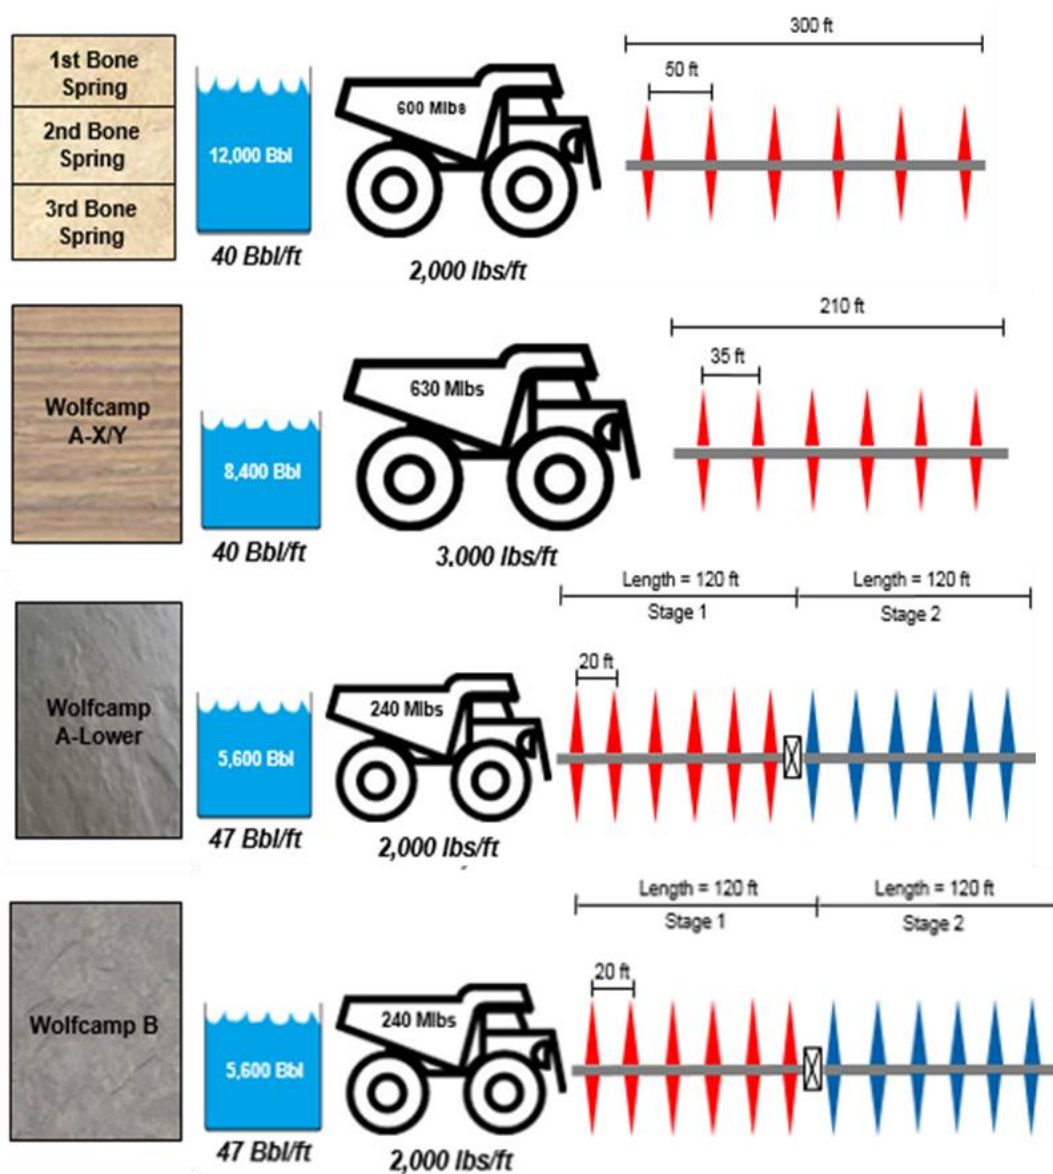 1st Bone
Spring
2nd Bone
Spring
3rd Bone
Spring
12,000 Bbl
40 Bbl/ft
600 Mlbs
2,000 lbs/ft
300 ft
50 ft
Wolfcamp
A-X/Y
8,400 Bbl
40 Bbl/ft
630 Mlbs
3,000 lbs/ft
210 ft
35 ft
Wolfcamp
A-Lower
5,600 Bbl
47 Bbl/ft
240 Mlbs
2,000 lbs/ft
Length = 120 ft
Stage 1
Length = 120 ft
Stage 2
20 ft
Wolfcamp B
5,600 Bbl
47 Bbl/ft
240 Mlbs
2,000 lbs/ft
Length = 120 ft
Stage 1
Length = 120 ft
Stage 2
20 ft